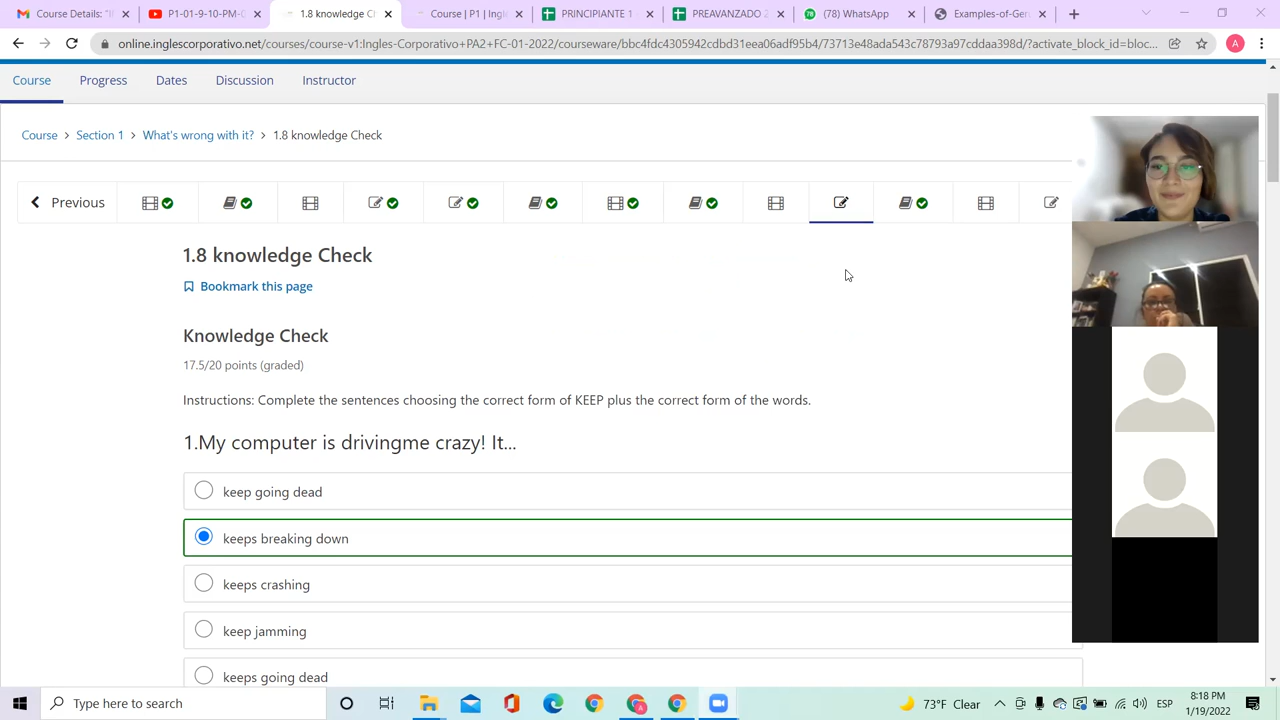 Course Details: "I
P1-01-9-10-PM-
1.8 knowledge Ch
Course | P1 | Ingles
PRINCIPIANTE 1
PREAVANZADO 2
(78) WhatsApp
Examples-of-Ger
online.inglescorporativo.net/courses/course-v1:Ingles-Corporativo+PA2+FC-01-2022/courseware/bbc4fdc4305942cdbd31eea06adf95b4/73713e48ada543c78793a97cdaa398d/?activate_block_id=bloc...
A
Course Progress Dates Discussion Instructor
Course > Section 1 > What's wrong with it? > 1.8 knowledge Check
Previous
1.8 knowledge Check
Bookmark this page
Knowledge Check
17.5/20 points (graded)
Instructions: Complete the sentences choosing the correct form of KEEP plus the correct form of the words.
1.My computer is drivingme crazy! It...
keep going dead
keeps breaking down
keeps crashing
keep jamming
keeps going dead
Type here to search
73°F Clear
ESP
8:18 PM
1/19/2022